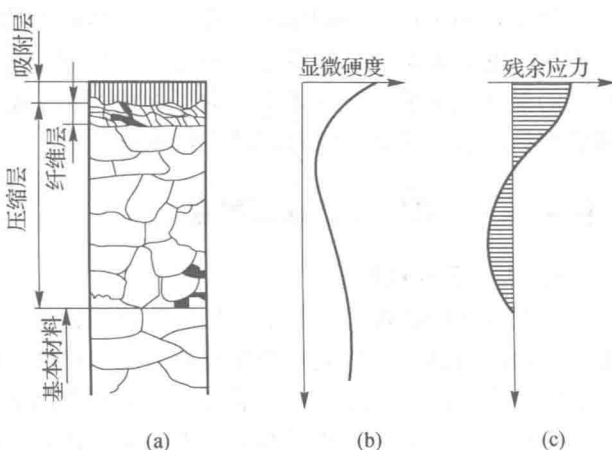 吸附层
压缩层
纤维层
基本材料
显微硬度
残余应力
(a)
(b)
(c)